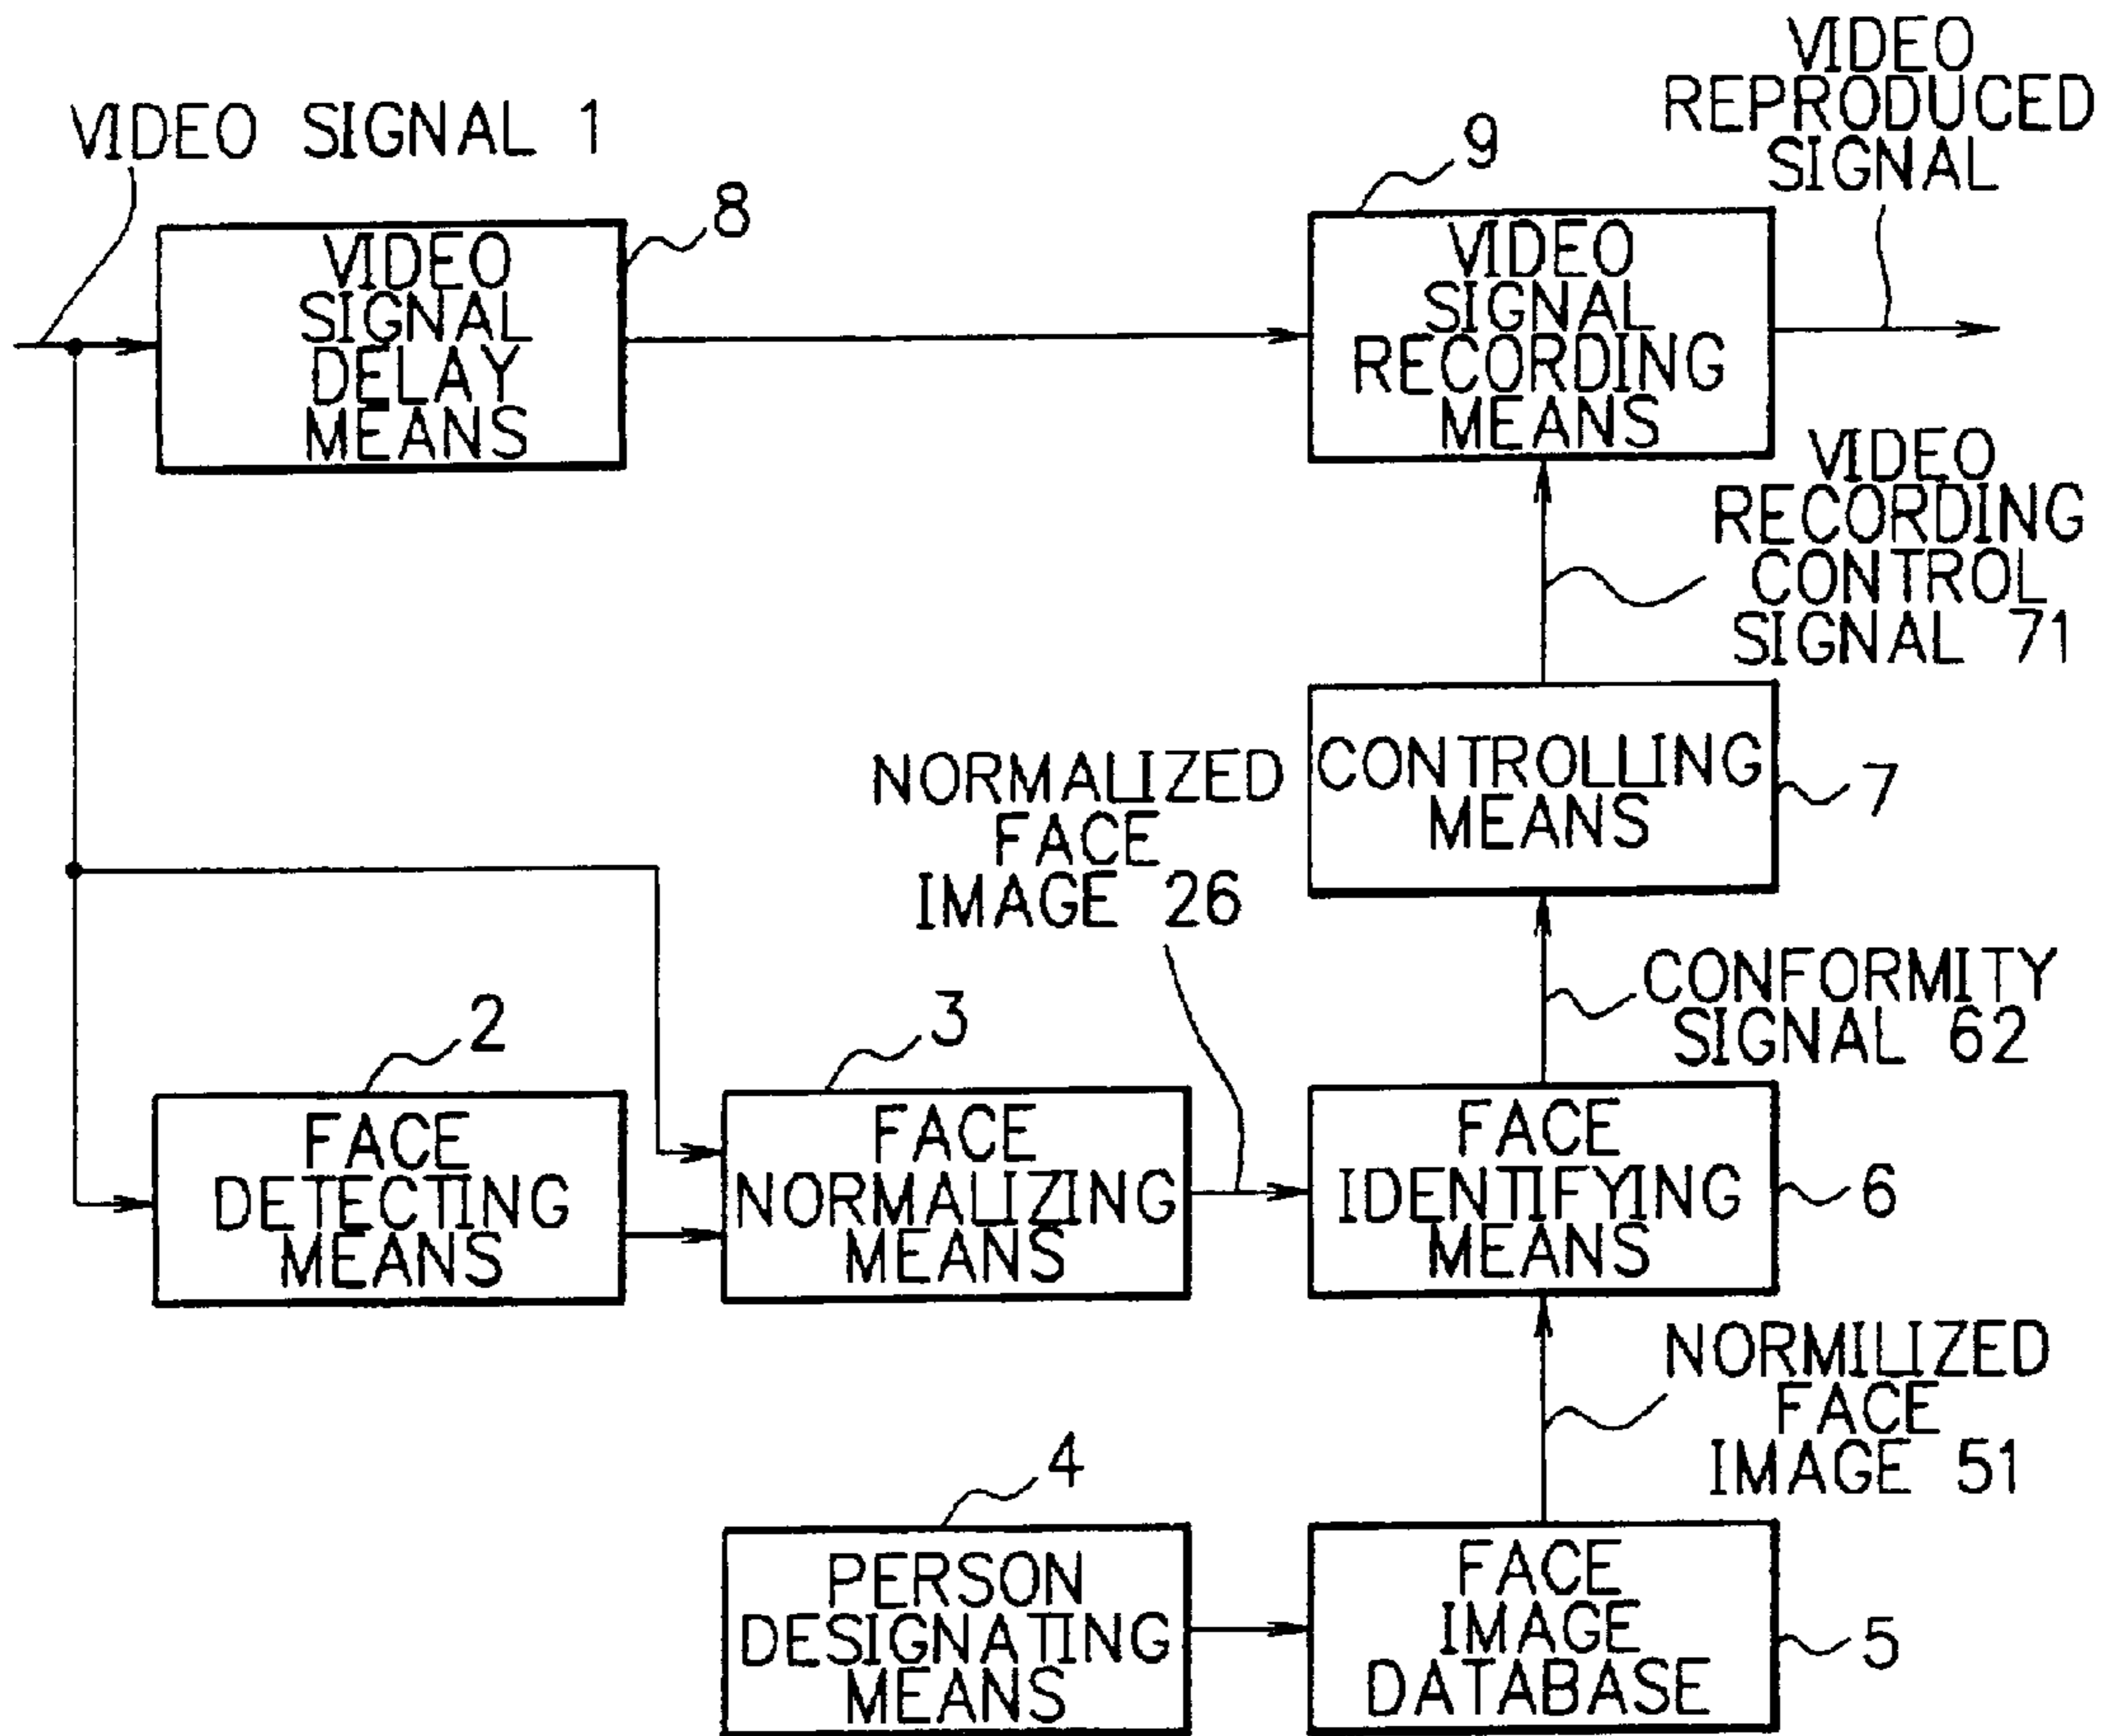 VIDEO SIGNAL 1
VIDEO
REPRODUCED
SIGNAL
8
VIDEO
SIGNAL
DELAY
MEANS
9
VIDEO
SIGNAL
RECORDING
MEANS
VIDEO
RECORDING
CONTROL
SIGNAL 71
CONTROLLING
MEANS
7
NORMALIZED
FACE
IMAGE 26
CONFORMITY
SIGNAL 62
2
FACE
DETECTING
MEANS
3
FACE
NORMALIZING
MEANS
FACE
IDENTIFYING
MEANS
6
NORMILIZED
FACE
IMAGE 51
4
PERSON
DESIGNATING
MEANS
FACE
IMAGE
DATABASE
5